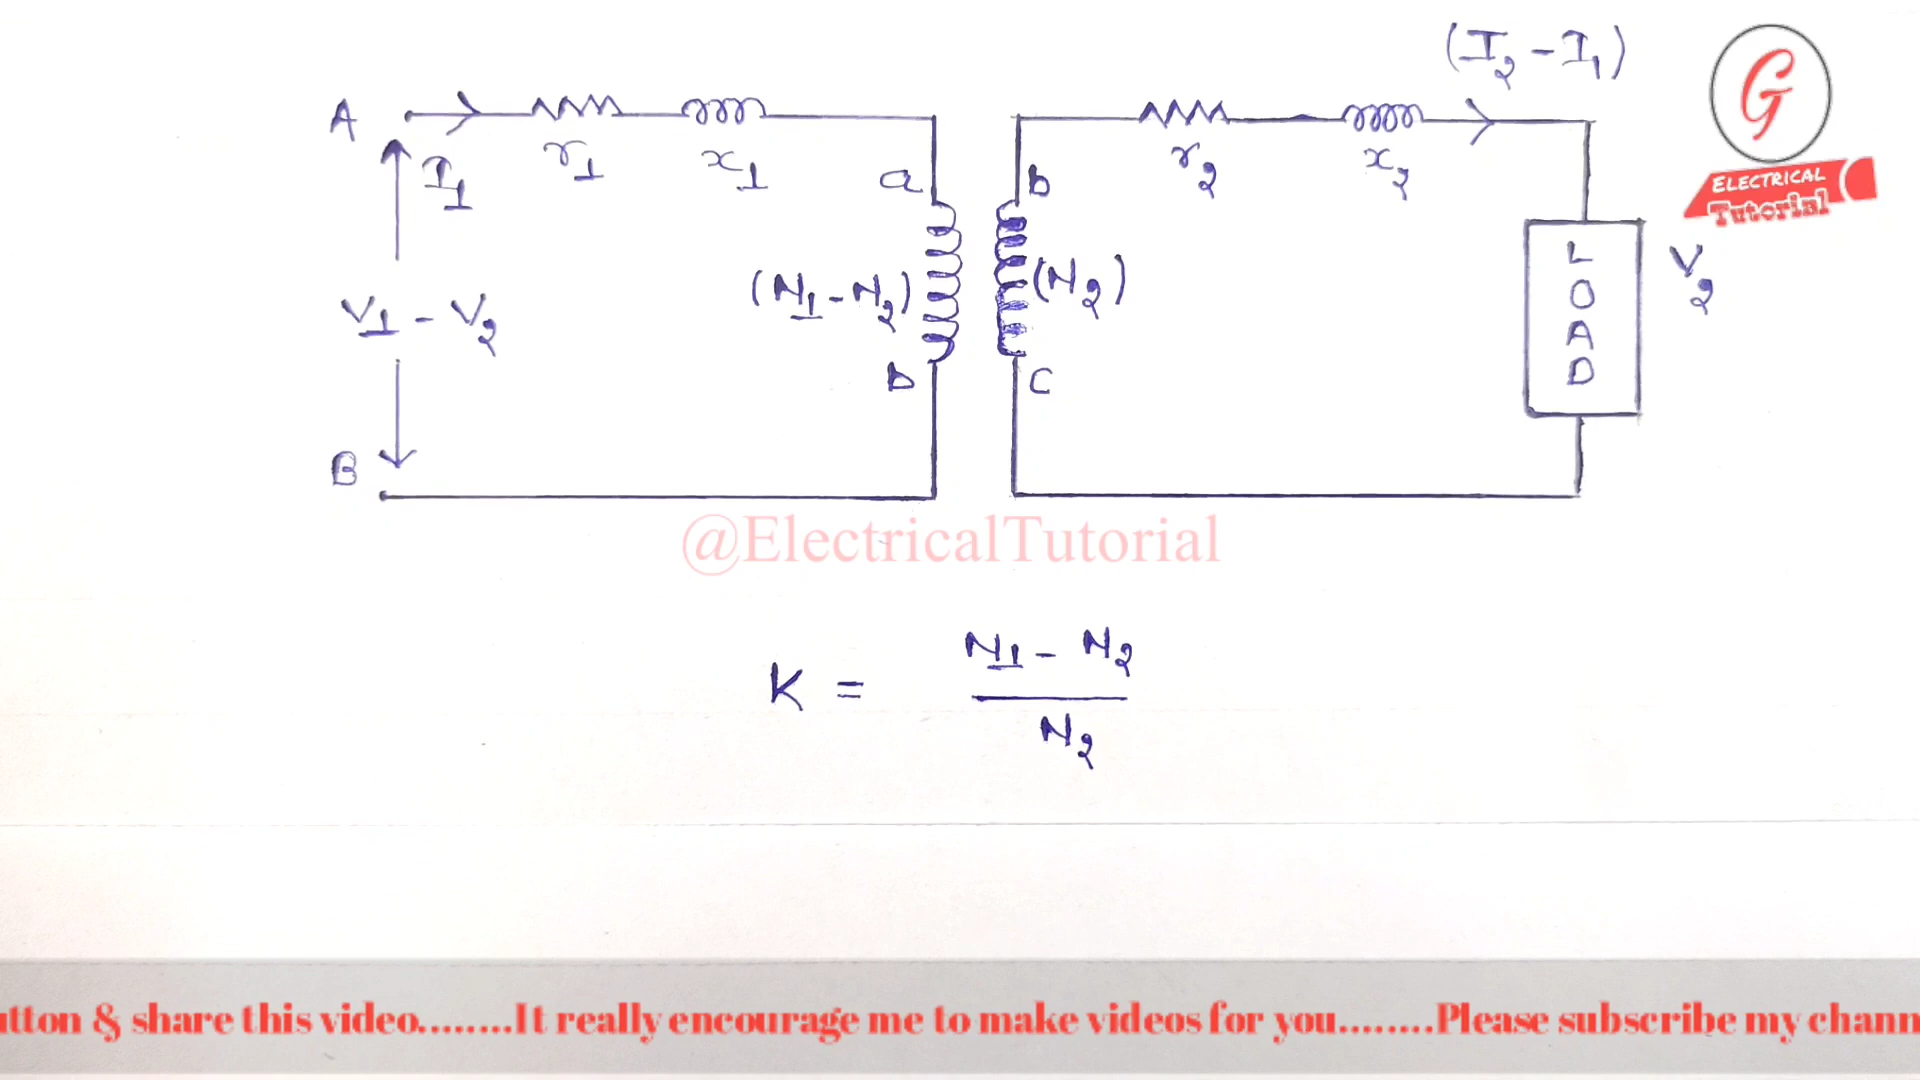 (I₂ - I₁)
G
ELECTRICAL
Tutorial
A
I₁
r₁
x₁
a
b
r₂
x₂
V₁ - V₂
(N₁ - N₂)
(N₂)
L
O
A
D
V₂
b
C
B
@ElectricalTutorial
K = N₁ - N₂
N₂
utton & share this video........It really encourage me to make videos for you........Please subscribe my chann